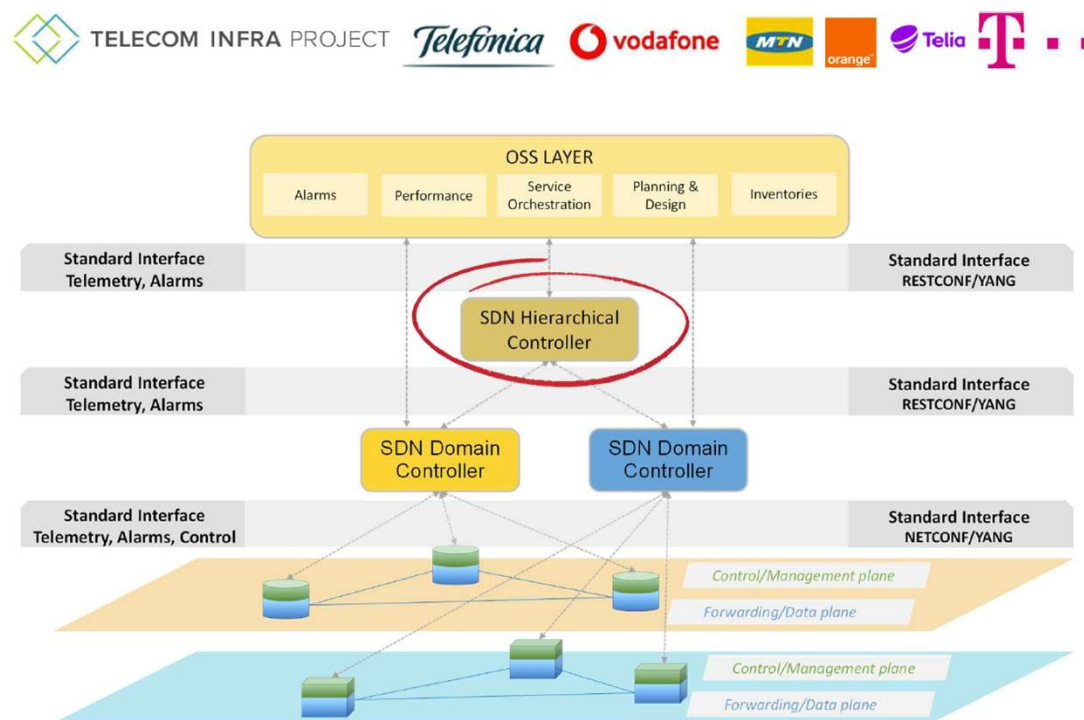 TELECOM INFRA PROJECT
Telefónica
vodafone
MTN
orange™
Telia
T
OSS LAYER
Alarms
Performance
Service
Orchestration
Planning &
Design
Inventories
Standard Interface
Telemetry, Alarms
Standard Interface
RESTCONF/YANG
SDN Hierarchical
Controller
Standard Interface
Telemetry, Alarms
Standard Interface
RESTCONF/YANG
SDN Domain
Controller
SDN Domain
Controller
Standard Interface
Telemetry, Alarms, Control
Standard Interface
NETCONF/YANG
Control/Management plane
Forwarding/Data plane
Control/Management plane
Forwarding/Data plane